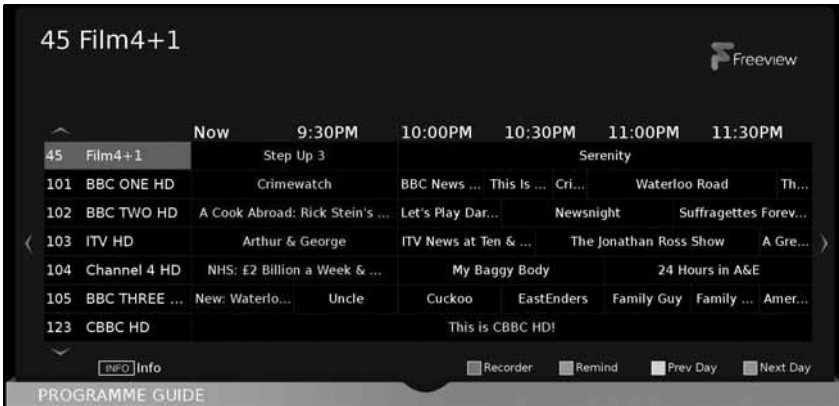 45 Film4+1
Freeview
Now 9:30PM 10:00PM 10:30PM 11:00PM 11:30PM
45 Film4+1 Step Up 3 Serenity
101 BBC ONE HD Crimewatch BBC News ... This Is ... Cri... Waterloo Road Th...
102 BBC TWO HD A Cook Abroad: Rick Stein's ... Let's Play Dar... Newsnight Suffragettes Forev...
103 ITV HD Arthur & George ITV News at Ten & ... The Jonathan Ross Show A Gre...
104 Channel 4 HD NHS: £2 Billion a Week & ... My Baggy Body 24 Hours in A&E
105 BBC THREE ... New: Waterlo... Uncle Cuckoo EastEnders Family Guy Family ... Amer...
123 CBBC HD This is CBBC HD!
INFO Info Recorder Remind Prev Day Next Day
PROGRAMME GUIDE